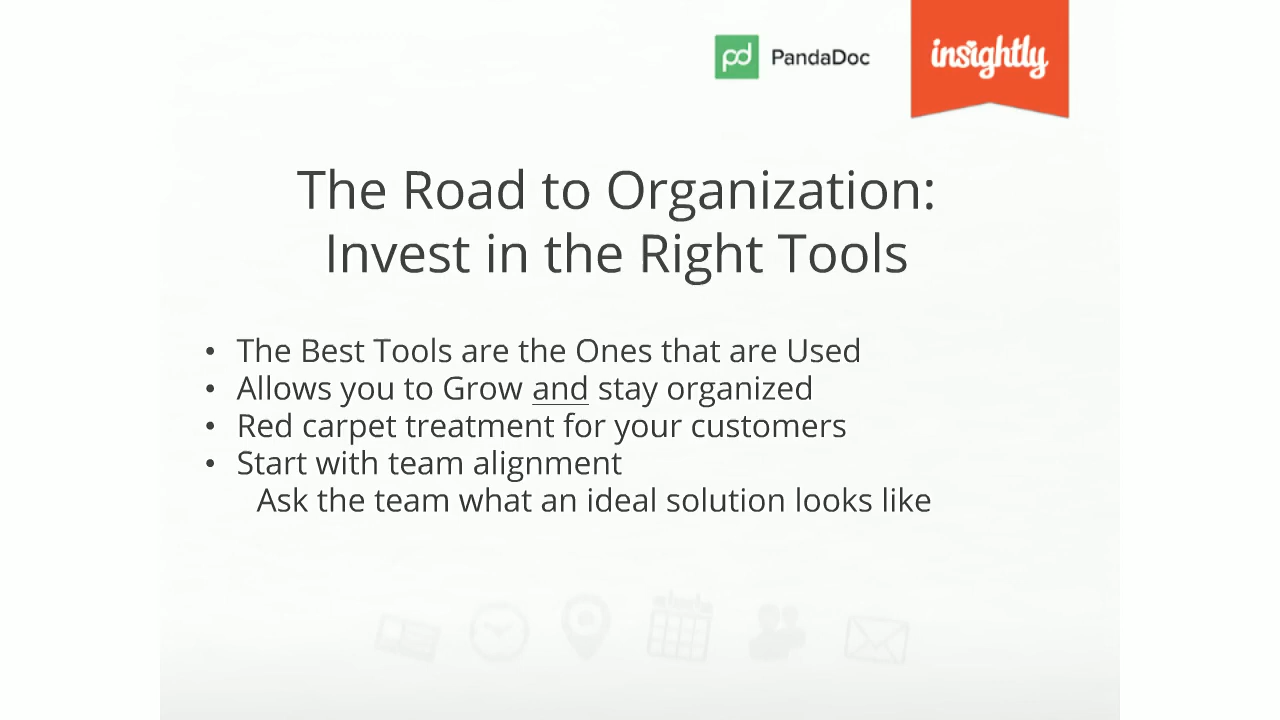 pd PandaDoc
insightly
The Road to Organization:
Invest in the Right Tools
• The Best Tools are the Ones that are Used
• Allows you to Grow and stay organized
• Red carpet treatment for your customers
• Start with team alignment
Ask the team what an ideal solution looks like